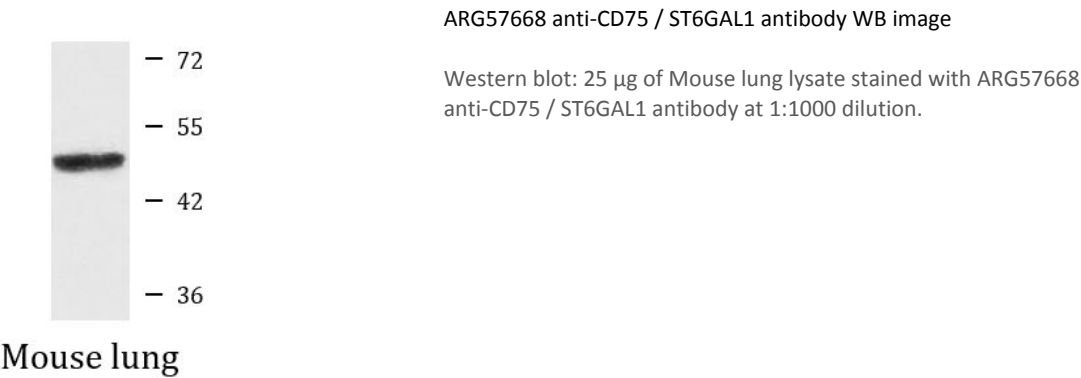 ARG57668 anti-CD75 / ST6GAL1 antibody WB image
Western blot: 25 µg of Mouse lung lysate stained with ARG57668
anti-CD75 / ST6GAL1 antibody at 1:1000 dilution.
– 72
– 55
– 42
– 36
Mouse lung